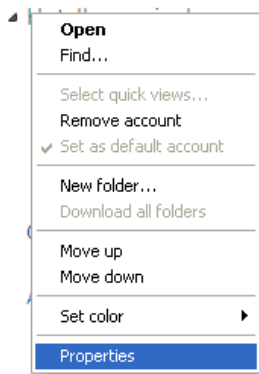 Open
Find...
Select quick views...
Remove account
Set as default account
New folder...
Download all folders
Move up
Move down
Set color
Properties